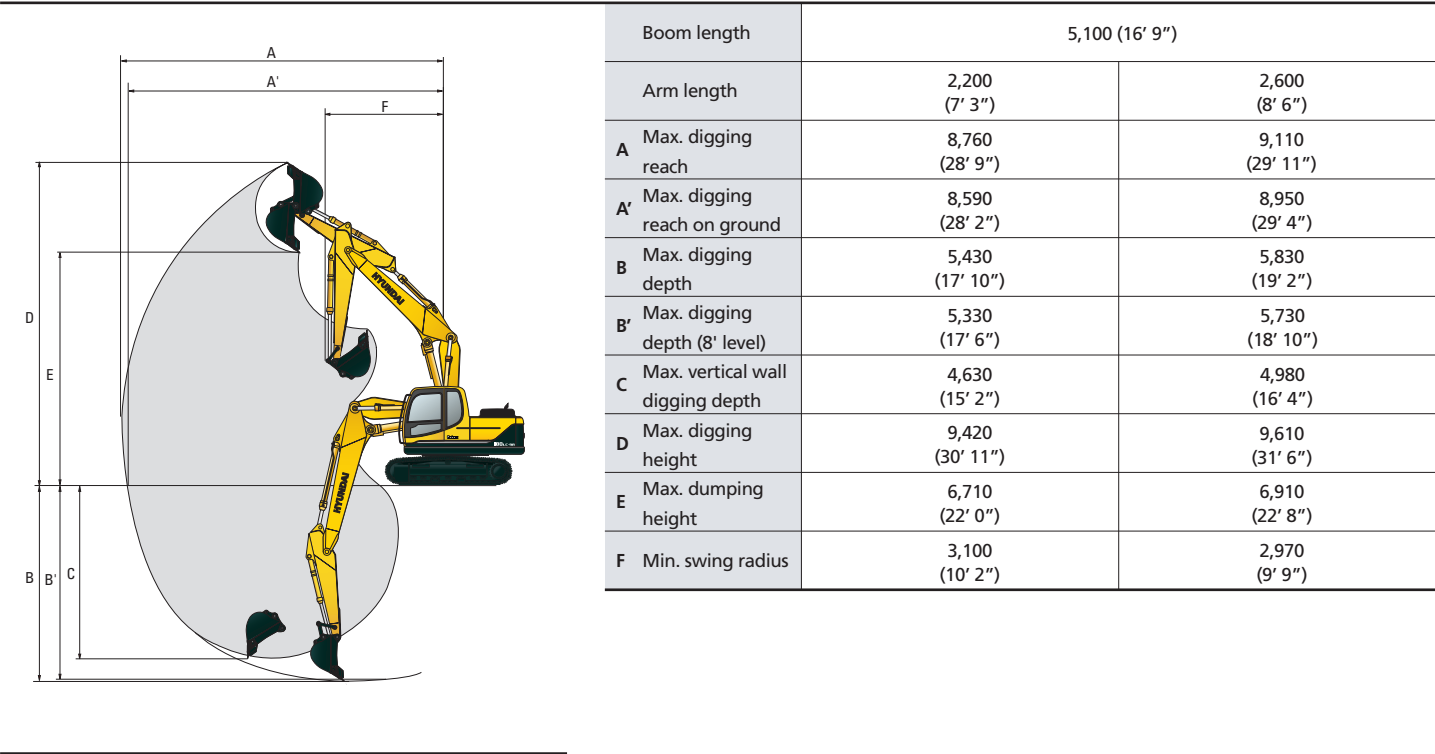 A
A'
F
D
E
B
B'
C
HYUNDAI
HYUNDAI
Boom length
5,100 (16’ 9”)
Arm length
2,200
(7’ 3”)
2,600
(8’ 6”)
A Max. digging
reach
8,760
(28’ 9”)
9,110
(29’ 11”)
A’ Max. digging
reach on ground
8,590
(28’ 2”)
8,950
(29’ 4”)
B Max. digging
depth
5,430
(17’ 10”)
5,830
(19’ 2”)
B’ Max. digging
depth (8' level)
5,330
(17’ 6”)
5,730
(18’ 10”)
C Max. vertical wall
digging depth
4,630
(15’ 2”)
4,980
(16’ 4”)
D Max. digging
height
9,420
(30’ 11”)
9,610
(31’ 6”)
E Max. dumping
height
6,710
(22’ 0”)
6,910
(22’ 8”)
F Min. swing radius
3,100
(10’ 2”)
2,970
(9’ 9”)